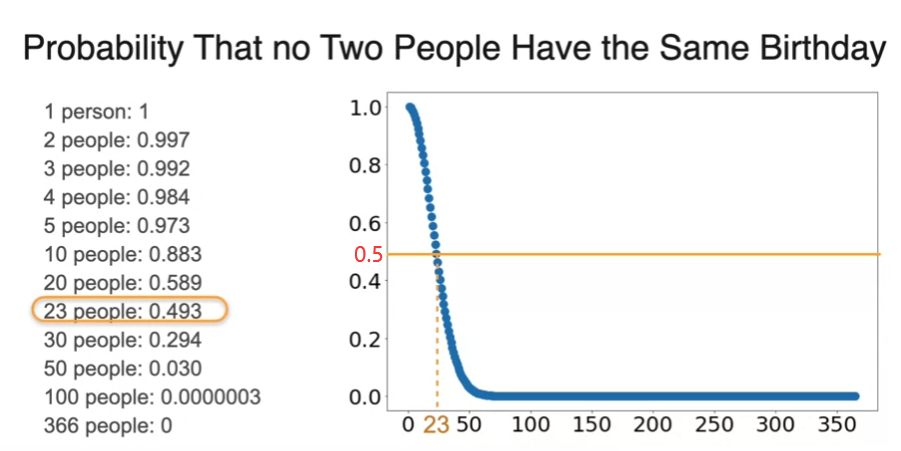 Probability That no Two People Have the Same Birthday
1 person: 1
2 people: 0.997
3 people: 0.992
4 people: 0.984
5 people: 0.973
10 people: 0.883
20 people: 0.589
23 people: 0.493
30 people: 0.294
50 people: 0.030
100 people: 0.0000003
366 people: 0
1.0
0.8
0.6
0.5
0.4
0.2
0.0
0 23 50 100 150 200 250 300 350